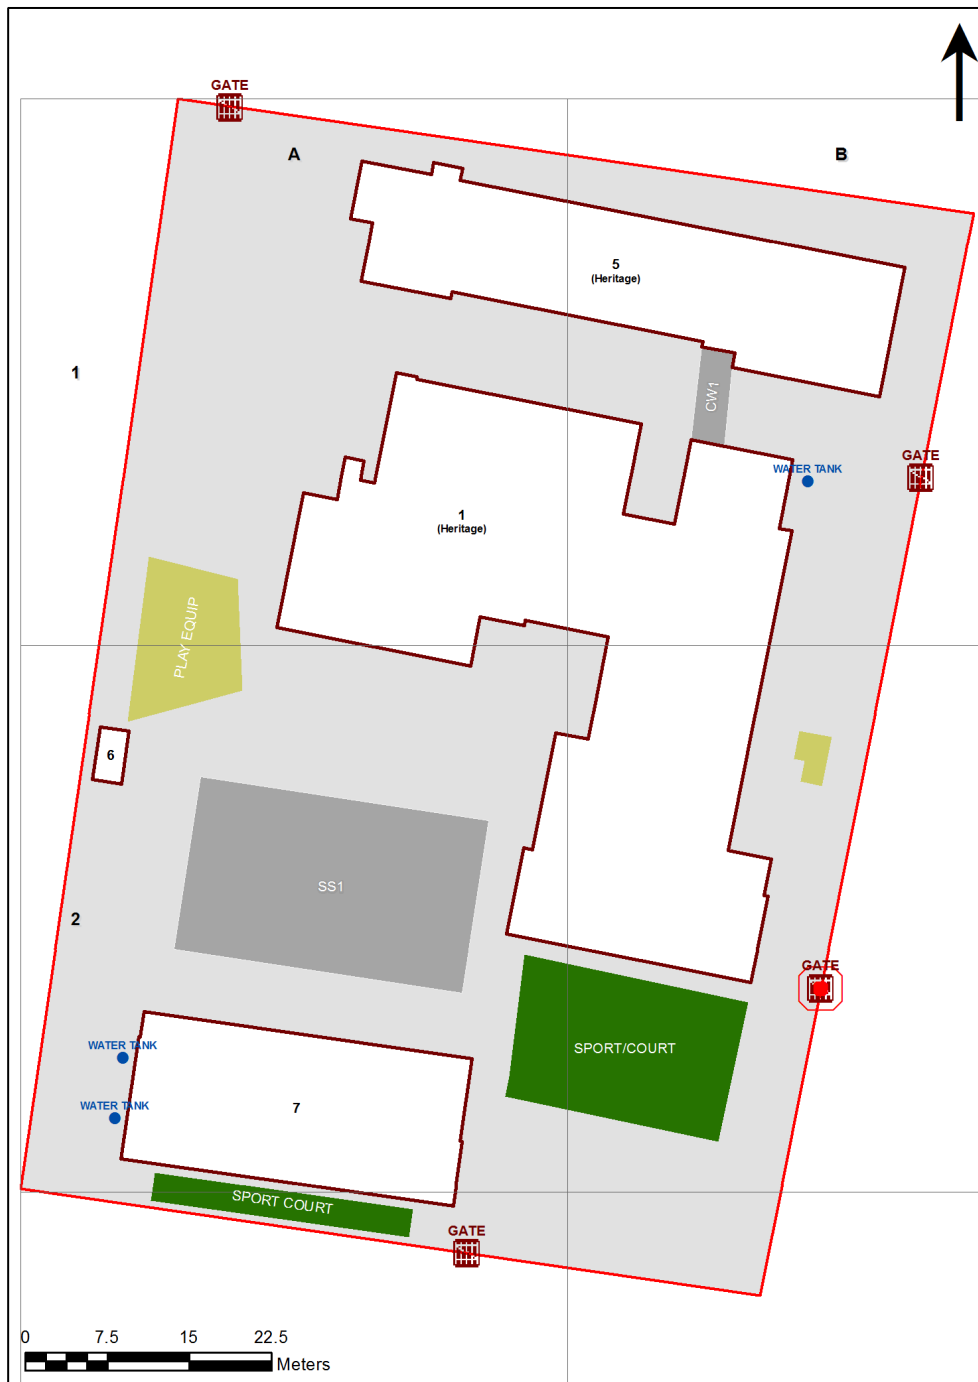 GATE
A
B
5
(Heritage)
1
CW1
GATE
WATER TANK
1
(Heritage)
PLAY EQUIP
6
SS1
2
GATE
WATER TANK
SPORT/COURT
WATER TANK
7
SPORT COURT
GATE
0 7.5 15 22.5
Meters